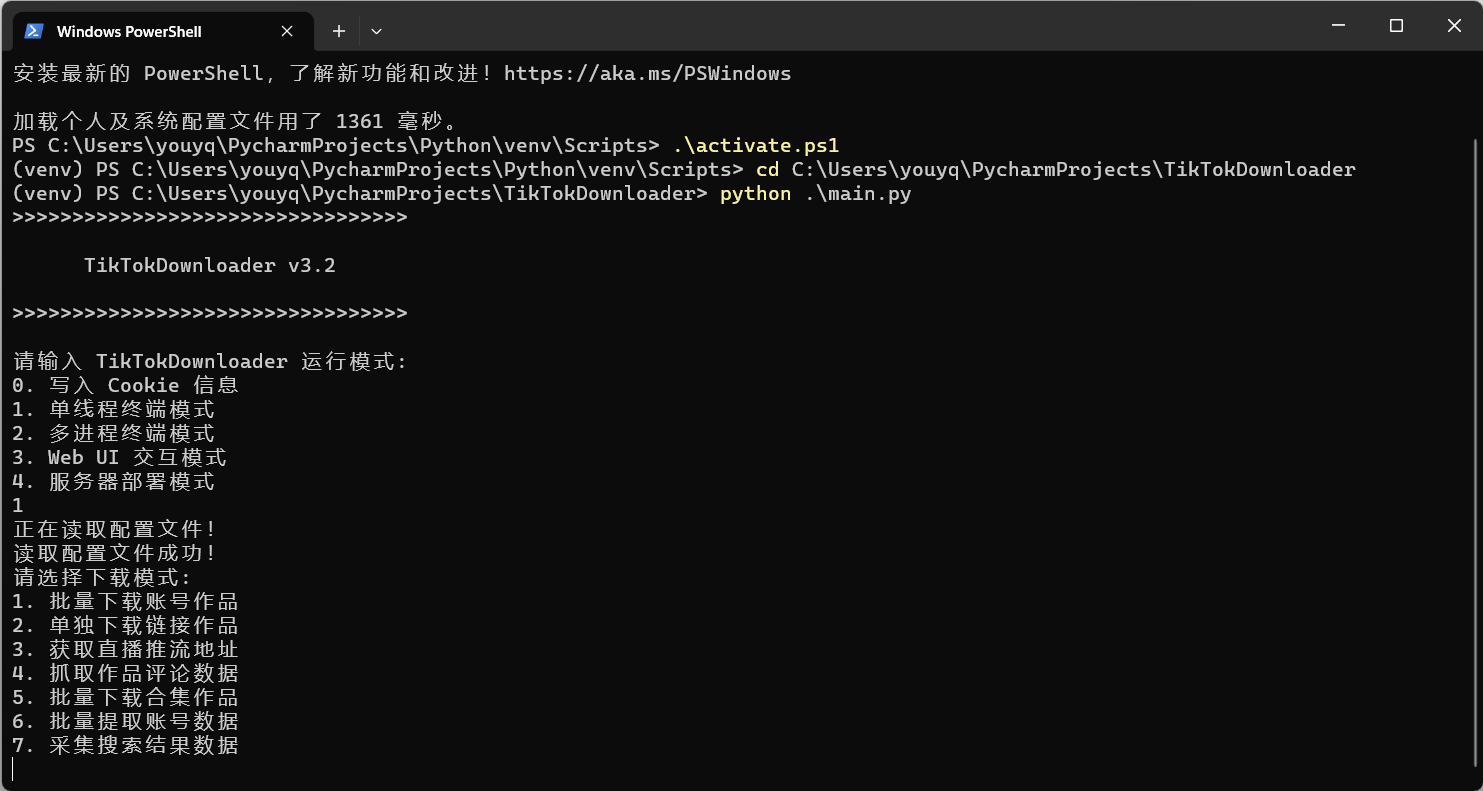 Windows PowerShell
安装最新的 PowerShell，了解新功能和改进！https://aka.ms/PSWindows
加载个人及系统配置文件用了 1361 毫秒。
PS C:\Users\youyq\PycharmProjects\Python\venv\Scripts> .\activate.ps1
(venv) PS C:\Users\youyq\PycharmProjects\Python\venv\Scripts> cd C:\Users\youyq\PycharmProjects\TikTokDownloader
(venv) PS C:\Users\youyq\PycharmProjects\TikTokDownloader> python .\main.py
>>>>>>>>>>>>>>>>>>>>>>>>>>>>>>>>>
TikTokDownloader v3.2
>>>>>>>>>>>>>>>>>>>>>>>>>>>>>>>>>
请输入 TikTokDownloader 运行模式:
0. 写入 Cookie 信息
1. 单线程终端模式
2. 多进程终端模式
3. Web UI 交互模式
4. 服务器部署模式
1
正在读取配置文件！
读取配置文件成功！
请选择下载模式:
1. 批量下载账号作品
2. 单独下载链接作品
3. 获取直播推流地址
4. 抓取作品评论数据
5. 批量下载合集作品
6. 批量提取账号数据
7. 采集搜索结果数据